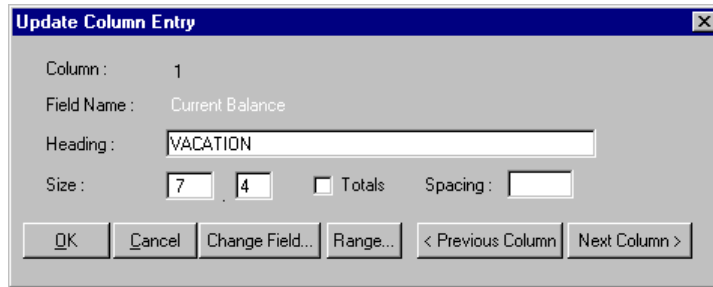 Update Column Entry
Column : 1
Field Name : Current Balance
Heading : VACATION
Size : 7 . 4 Totals Spacing :
OK Cancel Change Field... Range... < Previous Column Next Column >